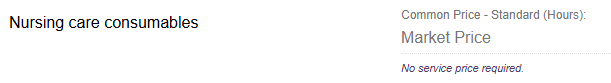 Nursing care consumables
Common Price - Standard (Hours):
Market Price
No service price required.